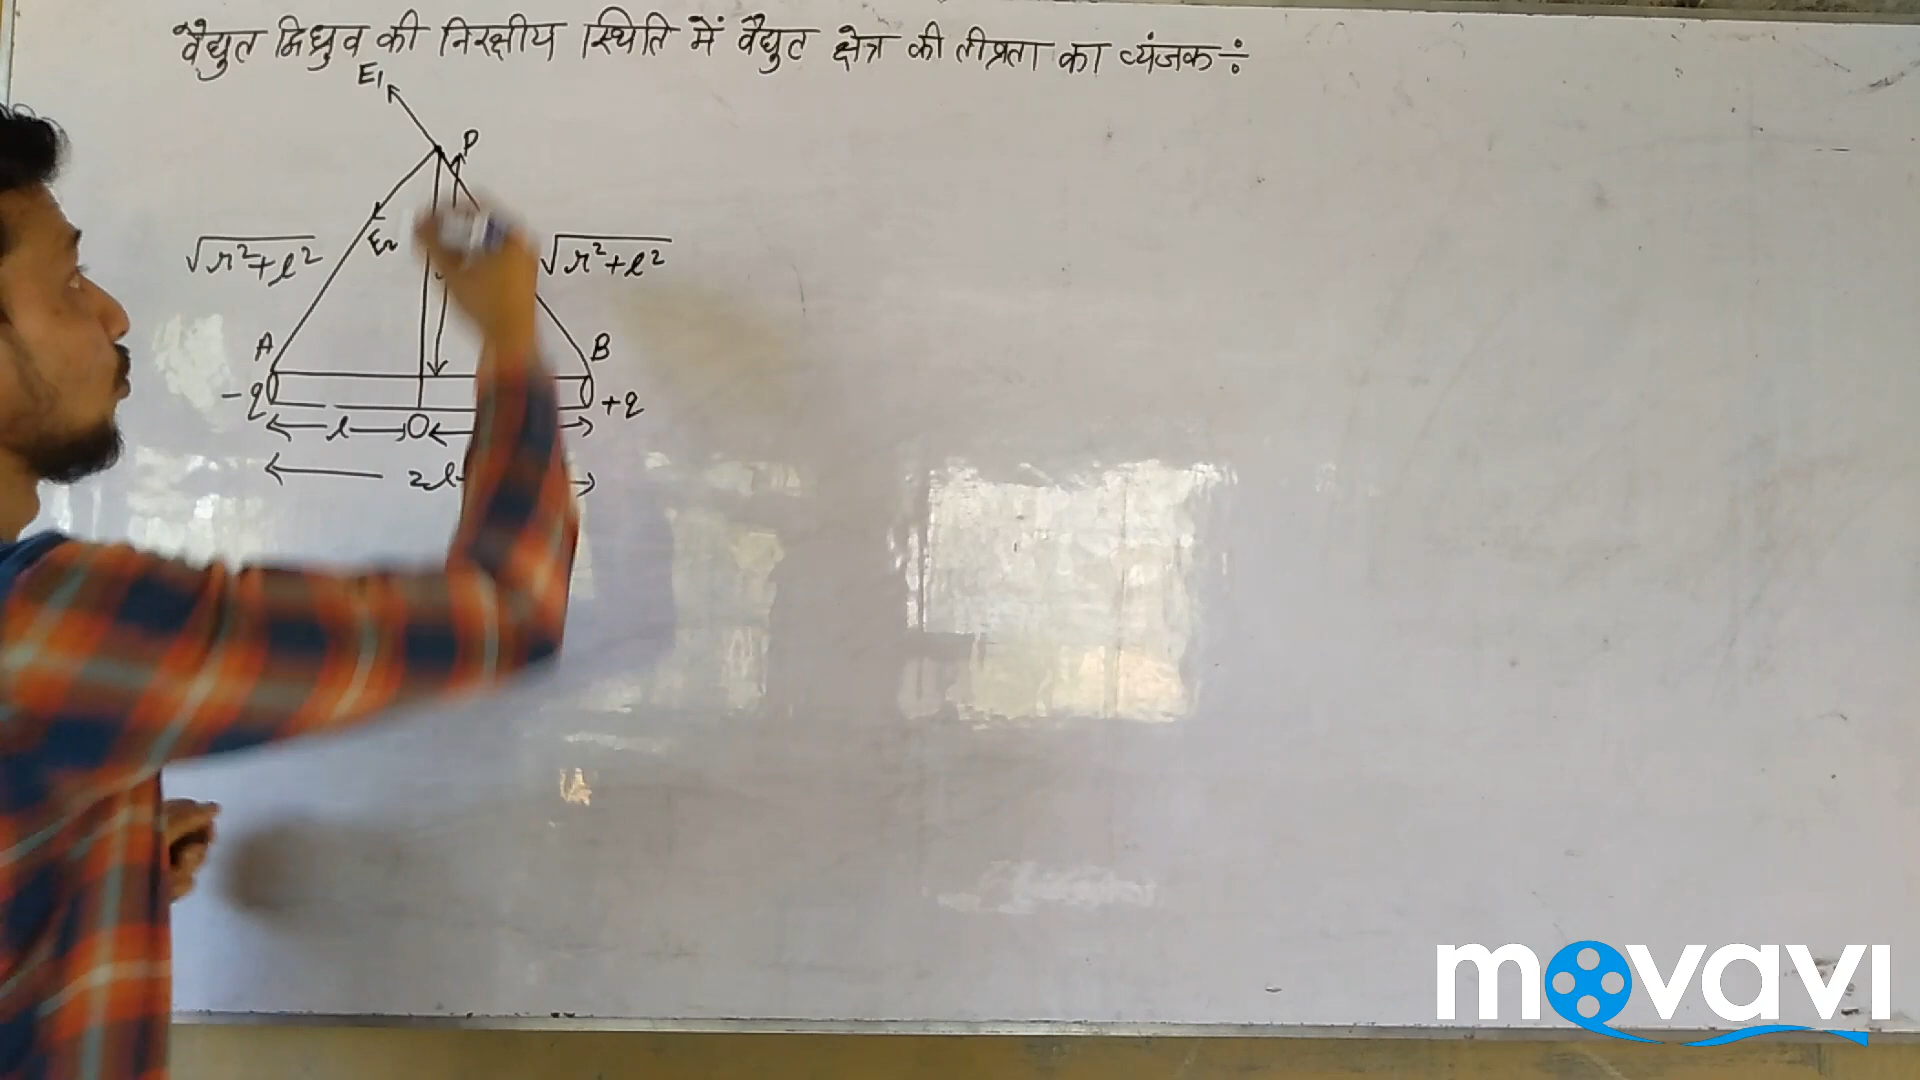 वैद्युत द्विध्रुव की निरक्षीय स्थिति में वैद्युत क्षेत्र की तीव्रता का व्यंजक ÷
E₁
P
E₂
√r²+l² √r²+l²
A B
-q +q
l O
2l
movavi